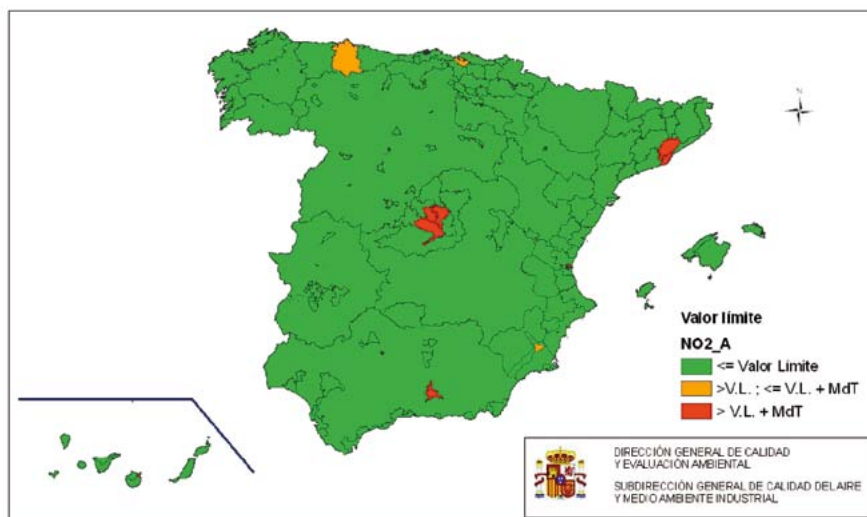 N
Valor límite
NO2_A
<= Valor Límite
>V.L. ; <= V.L. + MdT
> V.L. + MdT
DIRECCIÓN GENERAL DE CALIDAD
Y EVALUACIÓN AMBIENTAL
SUBDIRECCIÓN GENERAL DE CALIDAD DEL AIRE
Y MEDIO AMBIENTE INDUSTRIAL